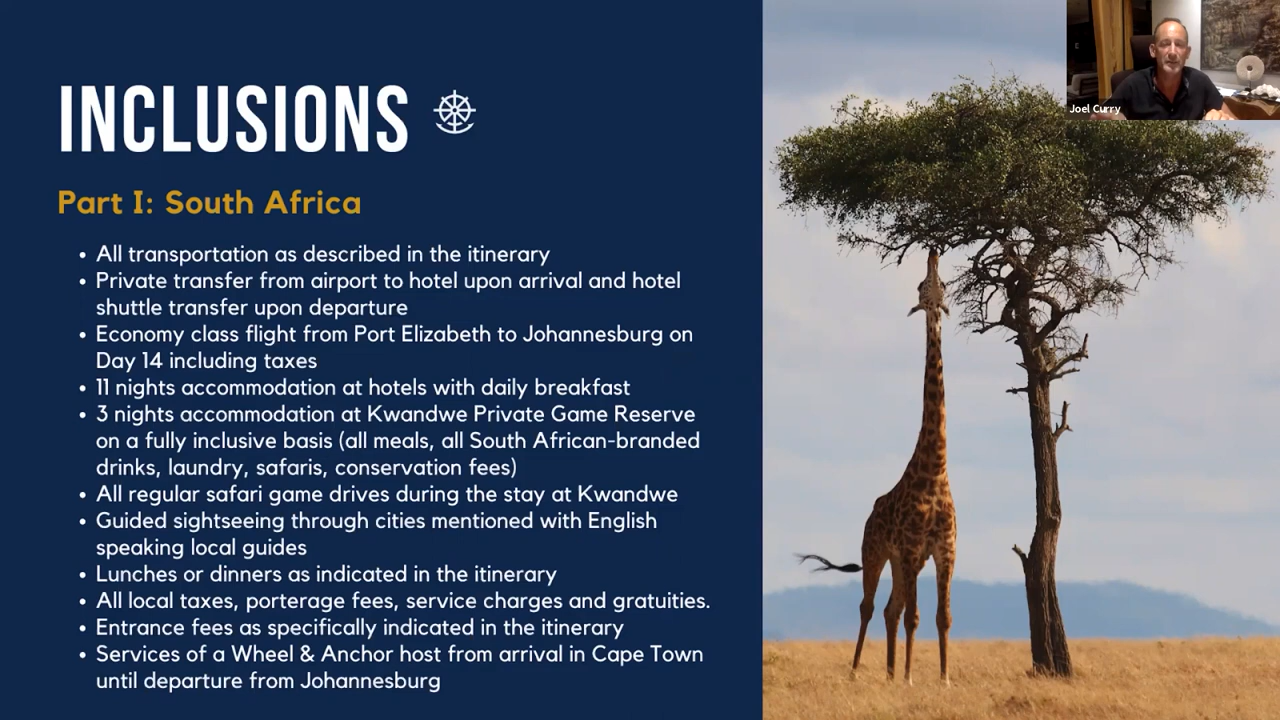 INCLUSIONS
Part I: South Africa
• All transportation as described in the itinerary
• Private transfer from airport to hotel upon arrival and hotel
shuttle transfer upon departure
• Economy class flight from Port Elizabeth to Johannesburg on
Day 14 including taxes
• 11 nights accommodation at hotels with daily breakfast
• 3 nights accommodation at Kwandwe Private Game Reserve
on a fully inclusive basis (all meals, all South African-branded
drinks, laundry, safaris, conservation fees)
• All regular safari game drives during the stay at Kwandwe
• Guided sightseeing through cities mentioned with English
speaking local guides
• Lunches or dinners as indicated in the itinerary
• All local taxes, porterage fees, service charges and gratuities.
• Entrance fees as specifically indicated in the itinerary
• Services of a Wheel & Anchor host from arrival in Cape Town
until departure from Johannesburg
Joel Curry